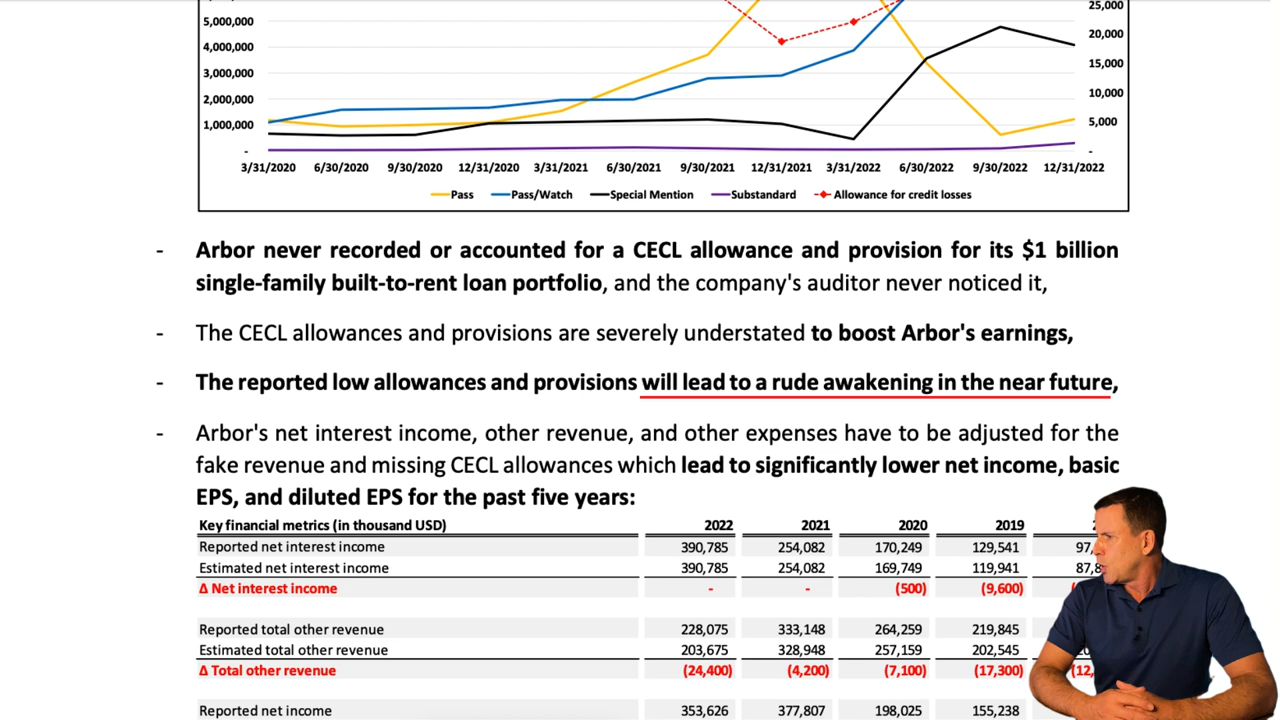 25,000
5,000,000
20,000
4,000,000
3,000,000
15,000
2,000,000
10,000
1,000,000
5,000
-
-
3/31/2020 6/30/2020 9/30/2020 12/31/2020 3/31/2021 6/30/2021 9/30/2021 12/31/2021 3/31/2022 6/30/2022 9/30/2022 12/31/2022
Pass Pass/Watch Special Mention Substandard Allowance for credit losses
- Arbor never recorded or accounted for a CECL allowance and provision for its $1 billion
single-family built-to-rent loan portfolio, and the company's auditor never noticed it,
- The CECL allowances and provisions are severely understated to boost Arbor's earnings,
- The reported low allowances and provisions will lead to a rude awakening in the near future,
- Arbor's net interest income, other revenue, and other expenses have to be adjusted for the
fake revenue and missing CECL allowances which lead to significantly lower net income, basic
EPS, and diluted EPS for the past five years:
Key financial metrics (in thousand USD) 2022 2021 2020 2019
Reported net interest income 390,785 254,082 170,249 129,541
Estimated net interest income 390,785 254,082 169,749 119,941
Δ Net interest income - - (500) (9,600)
Reported total other revenue 228,075 333,148 264,259 219,845
Estimated total other revenue 203,675 328,948 257,159 202,545
Δ Total other revenue (24,400) (4,200) (7,100) (17,300)
Reported net income 353,626 377,807 198,025 155,238